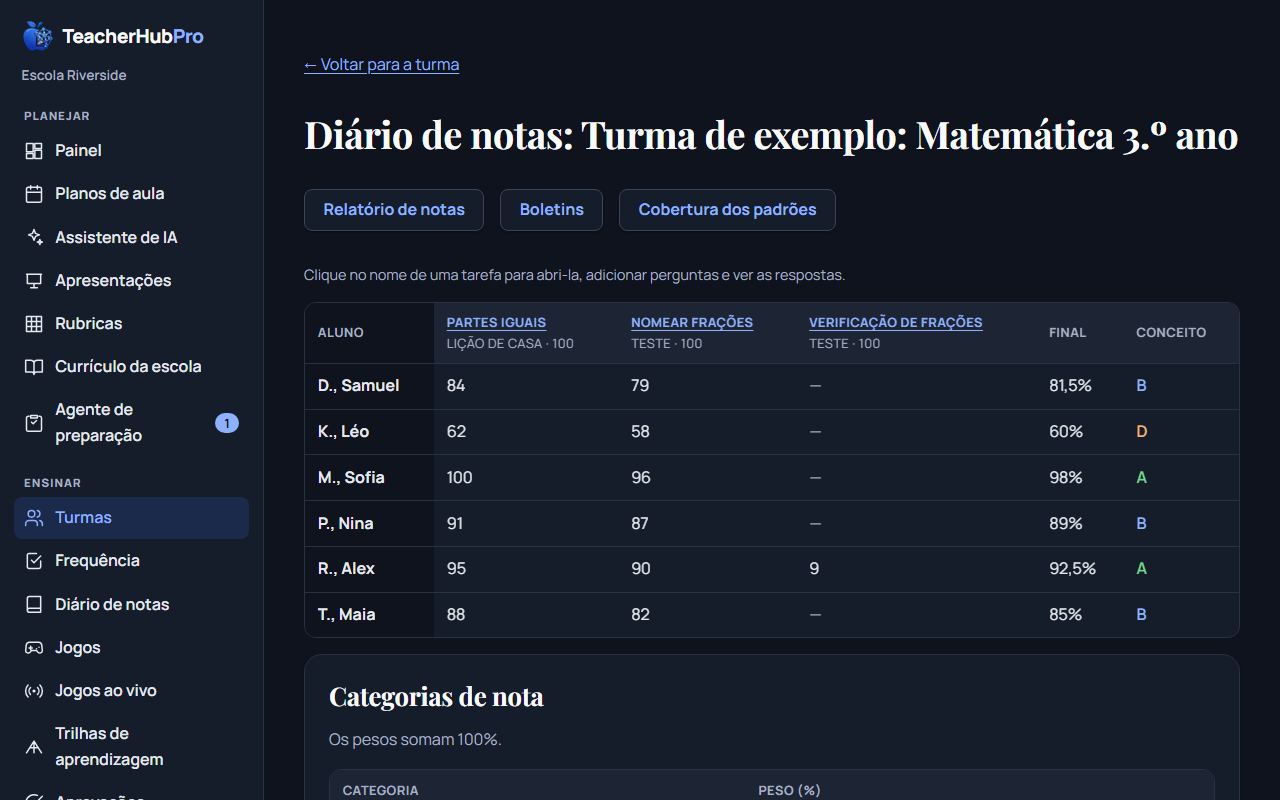 TeacherHubPro
Escola Riverside
PLANEJAR
Painel
Planos de aula
Assistente de IA
Apresentações
Rubricas
Currículo da escola
Agente de
preparação
1
ENSINAR
Turmas
Frequência
Diário de notas
Jogos
Jogos ao vivo
Trilhas de
aprendizagem
← Voltar para a turma
Diário de notas: Turma de exemplo: Matemática 3.º ano
Relatório de notas Boletins Cobertura dos padrões
Clique no nome de uma tarefa para abri-la, adicionar perguntas e ver as respostas.
ALUNO PARTES IGUAIS NOMEAR FRAÇÕES VERIFICAÇÃO DE FRAÇÕES FINAL CONCEITO
LIÇÃO DE CASA · 100 TESTE · 100 TESTE · 100
D., Samuel 84 79 — 81,5% B
K., Léo 62 58 — 60% D
M., Sofia 100 96 — 98% A
P., Nina 91 87 — 89% B
R., Alex 95 90 9 92,5% A
T., Maia 88 82 — 85% B
Categorias de nota
Os pesos somam 100%.
CATEGORIA PESO (%)